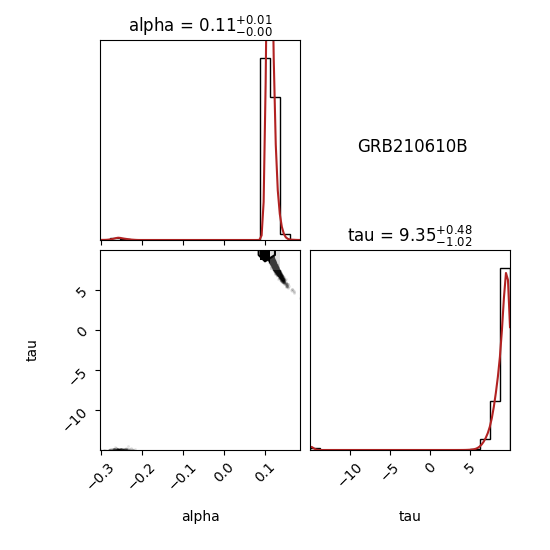 alpha = 0.11+0.01−0.00
GRB210610B
tau = 9.35+0.48−1.02
tau
5
0
−5
−10
−0.3
−0.2
−0.1
0.0
0.1
−10
−5
0
5
alpha
tau